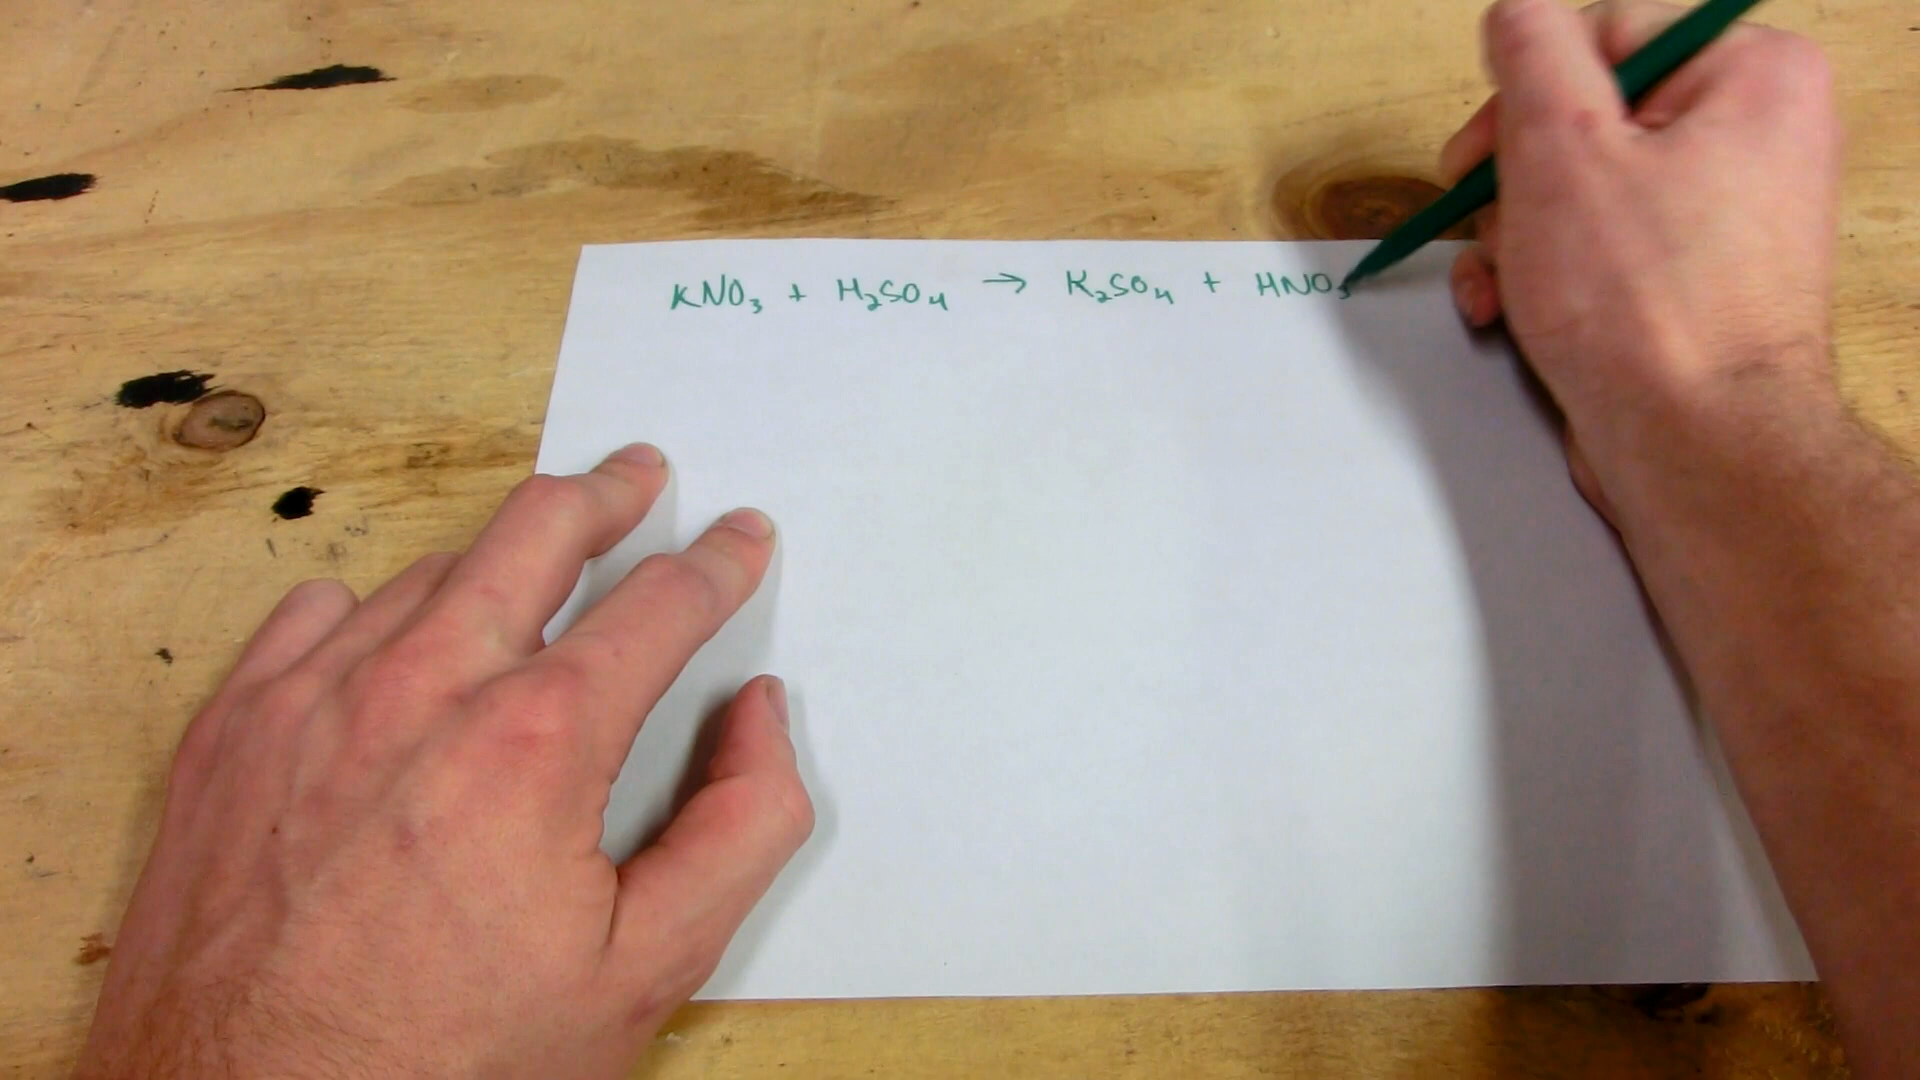 KNO₃ + H₂SO₄ → K₂SO₄ + HNO₃